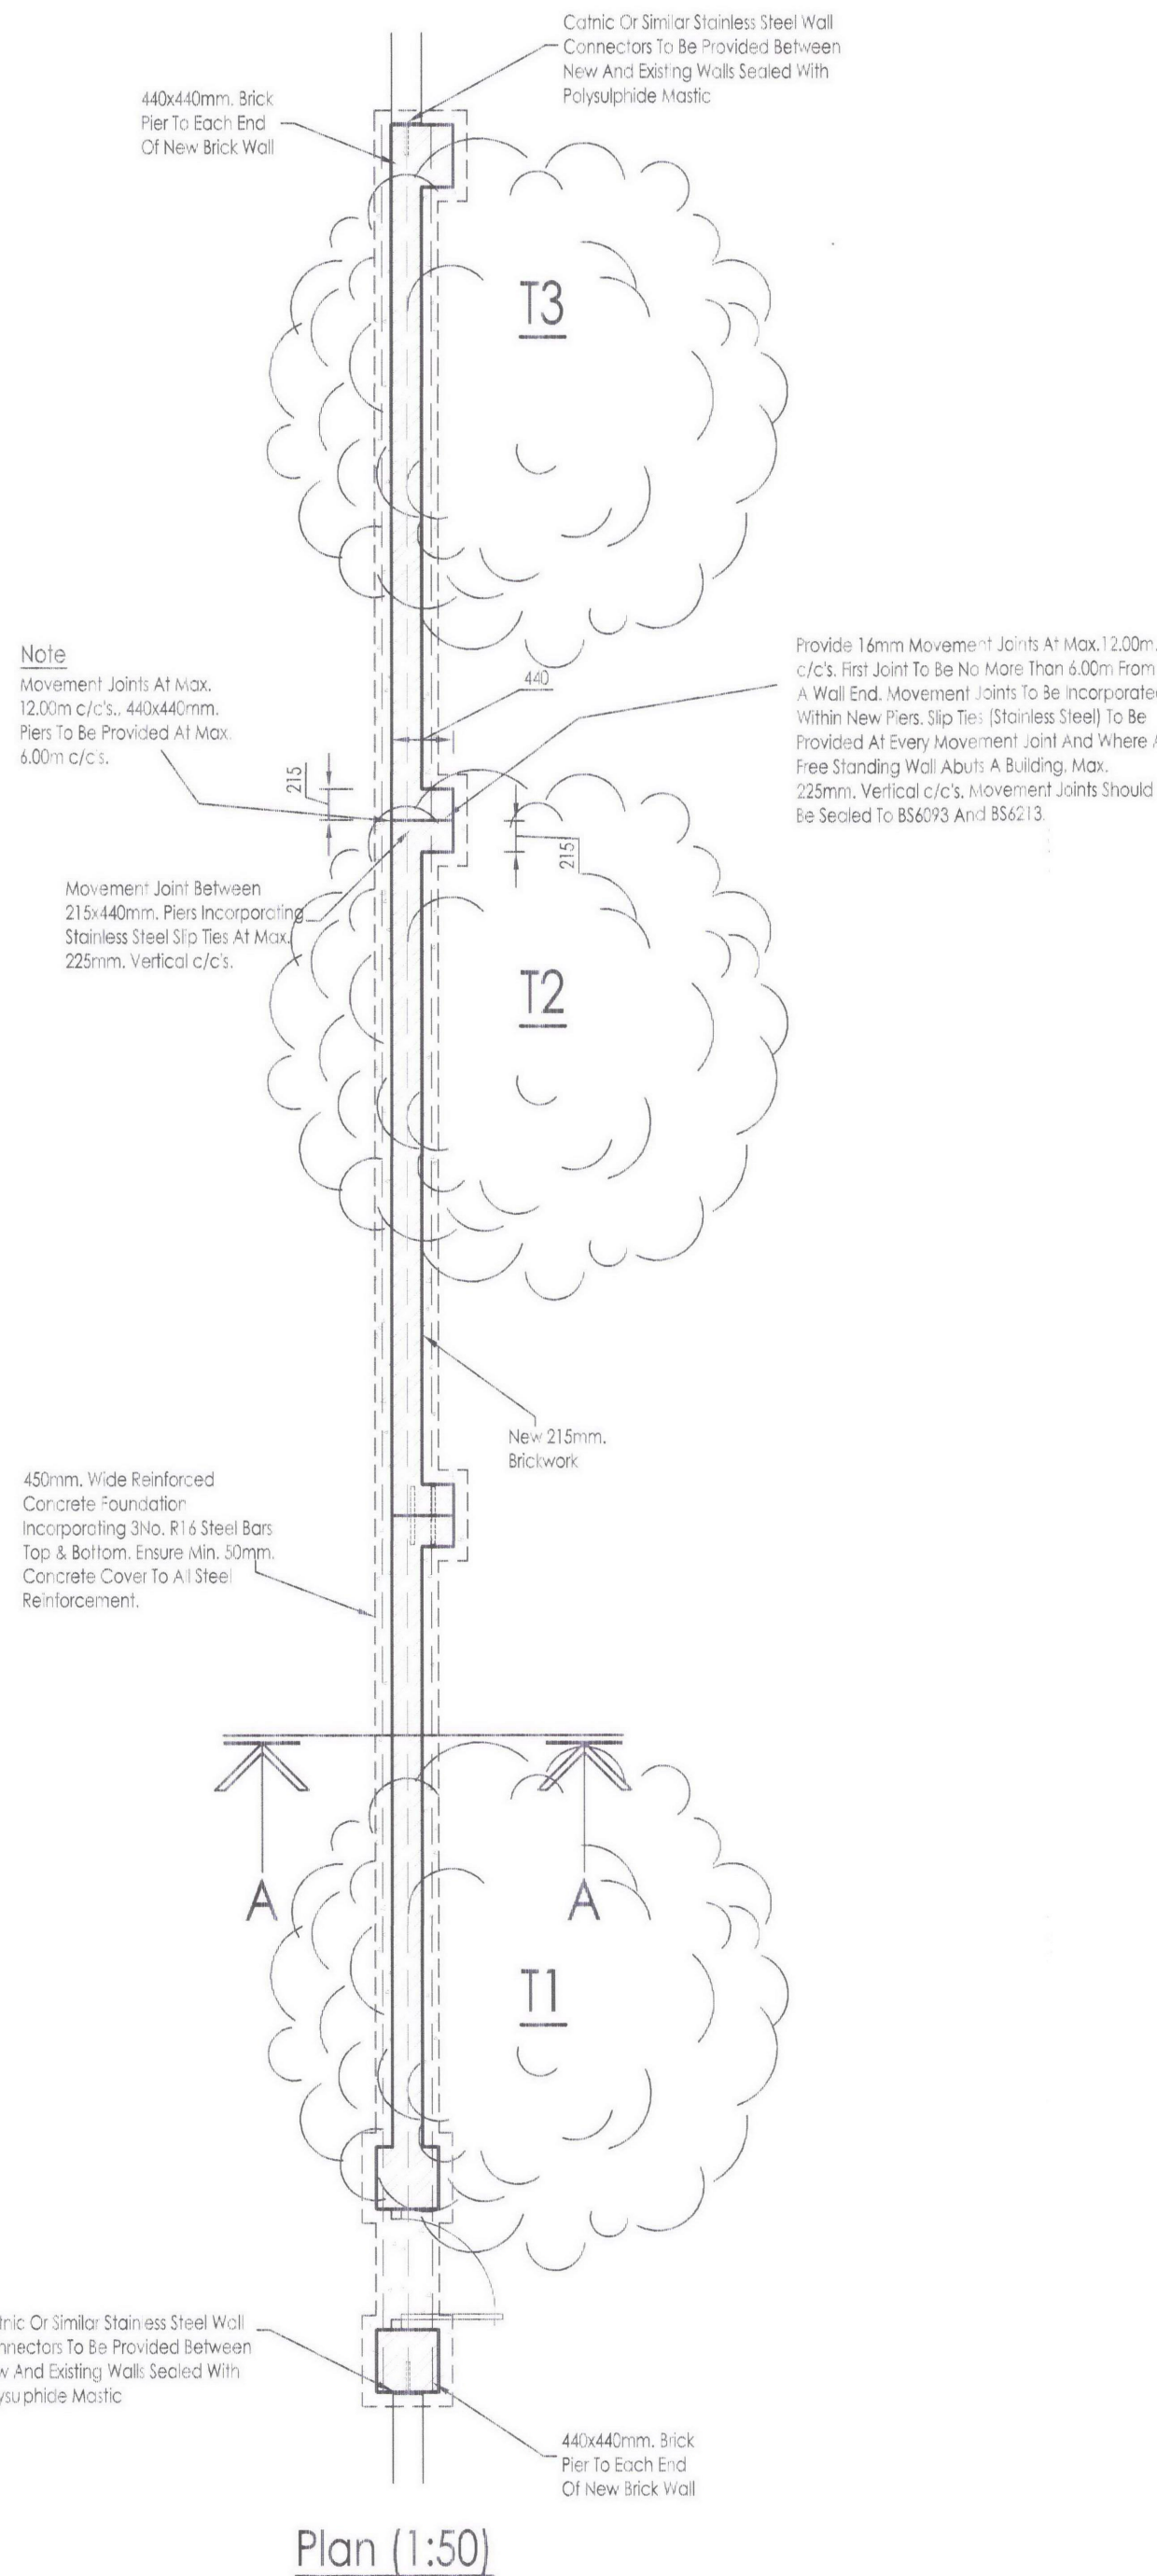 Catnic Or Similar Stainless Steel Wall
Connectors To Be Provided Between
New And Existing Walls Sealed With
Polysulphide Mastic
440x440mm. Brick
Pier To Each End
Of New Brick Wall
T3
Note
Movement Joints At Max.
12.00m c/c's.. 440x440mm.
Piers To Be Provided At Max.
6.00m c/c's.
440
Provide 16mm Movement Joints At Max.12.00m.
c/c's. First Joint To Be No More Than 6.00m From
A Wall End. Movement Joints To Be Incorporated
Within New Piers. Slip Ties (Stainless Steel) To Be
Provided At Every Movement Joint And Where A
Free Standing Wall Abuts A Building. Max.
225mm. Vertical c/c's. Movement Joints Should
Be Sealed To BS6093 And BS6213.
215
215
Movement Joint Between
215x440mm. Piers Incorporating
Stainless Steel Slip Ties At Max.
225mm. Vertical c/c's.
T2
New 215mm.
Brickwork
450mm. Wide Reinforced
Concrete Foundation
Incorporating 3No. R16 Steel Bars
Top & Bottom. Ensure Min. 50mm.
Concrete Cover To All Steel
Reinforcement.
A
A
T1
tnic Or Similar Stainless Steel Wall
nnectors To Be Provided Between
w And Existing Walls Sealed With
ysulphide Mastic
440x440mm. Brick
Pier To Each End
Of New Brick Wall
Plan (1:50)